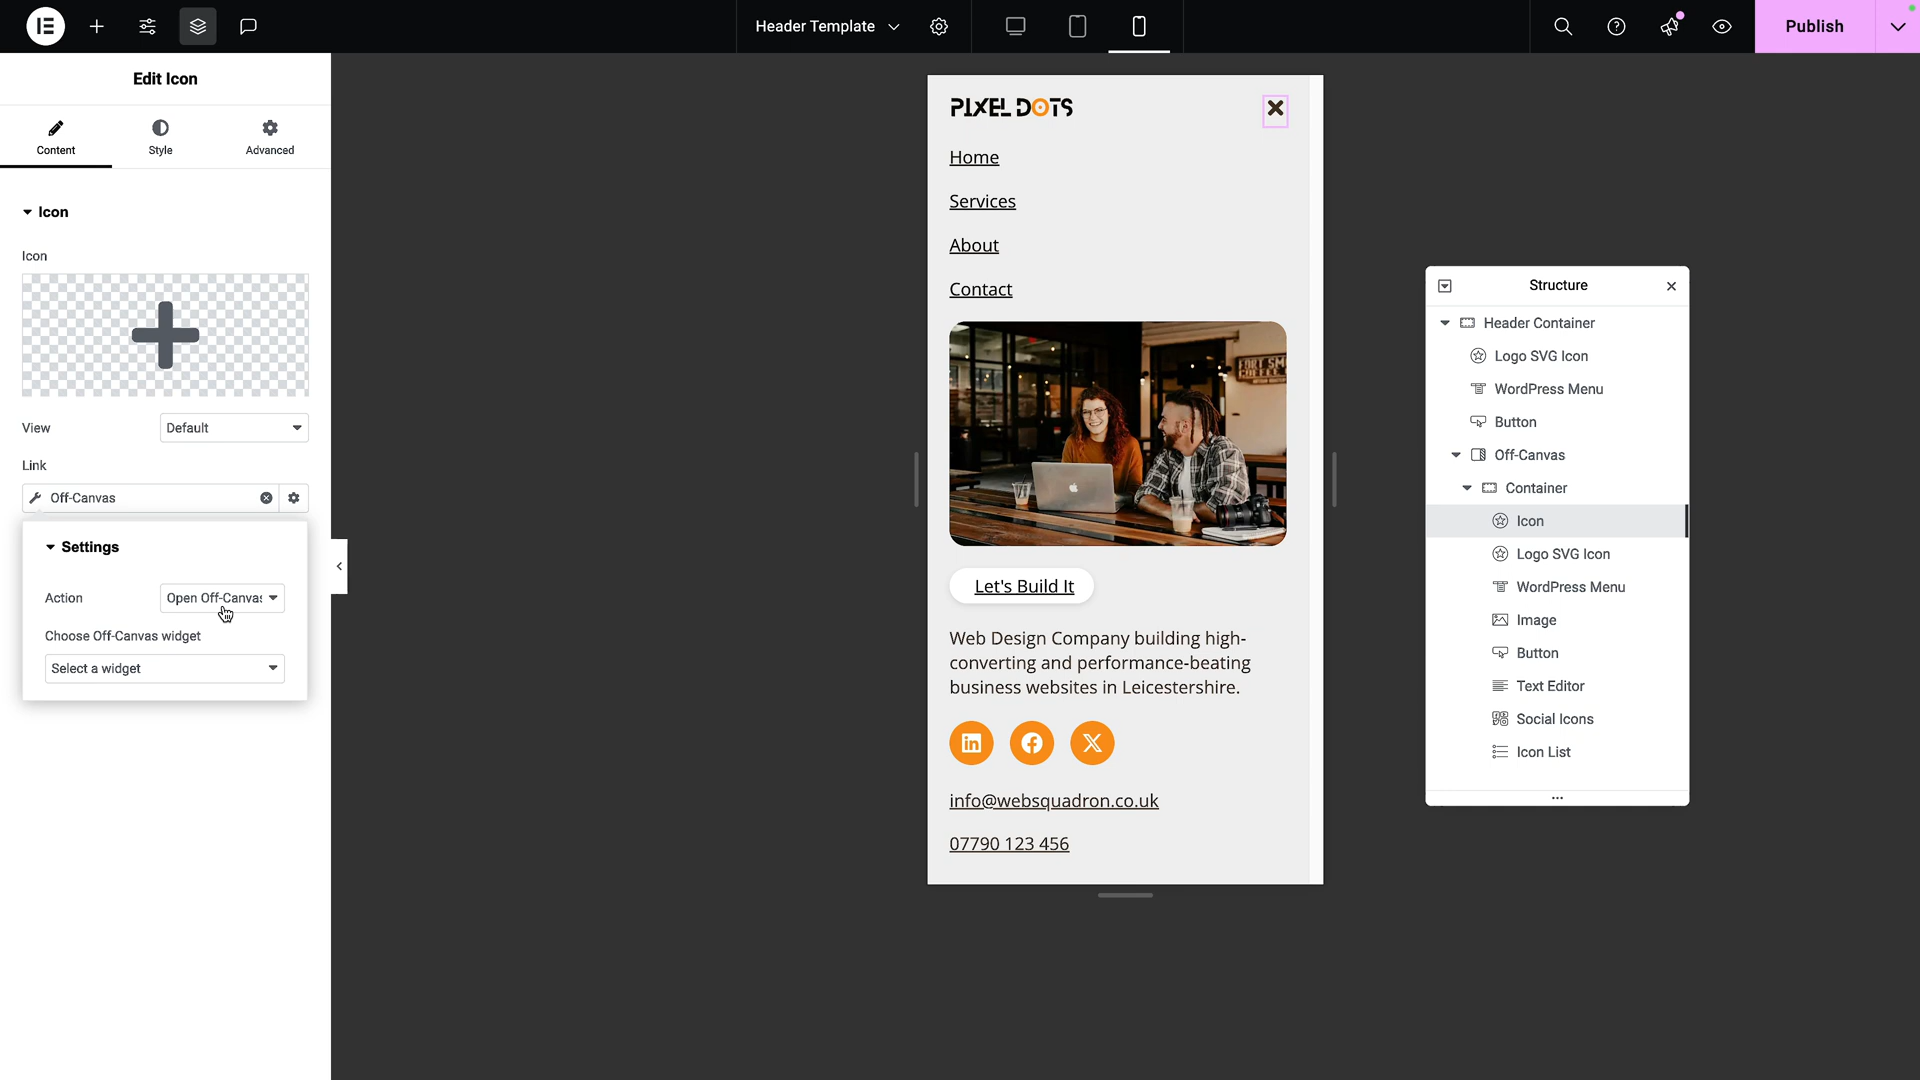 Header Template
Publish
Edit Icon
Content
Style
Advanced
Icon
Icon
View
Default
Link
Off-Canvas
Settings
Action
Open Off-Canvas
Choose Off-Canvas widget
Select a widget
PIXEL DOTS
Home
Services
About
Contact
FORT SM
COFFEE
Let's Build It
Web Design Company building high-
converting and performance-beating
business websites in Leicestershire.
info@websquadron.co.uk
07790 123 456
Structure
Header Container
Logo SVG Icon
WordPress Menu
Button
Off-Canvas
Container
Icon
Logo SVG Icon
WordPress Menu
Image
Button
Text Editor
Social Icons
Icon List